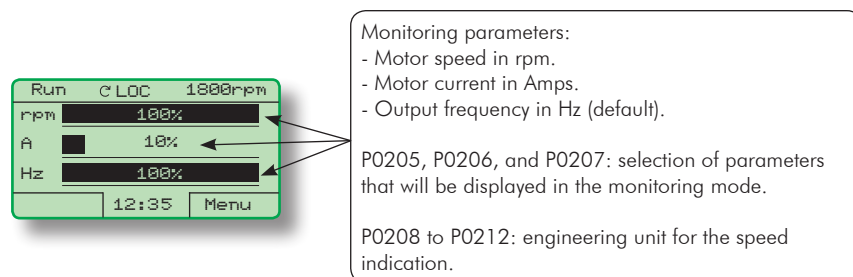 Run ↻LOC 1800rpm
rpm 100%
A 10%
Hz 100%
12:35 Menu
Monitoring parameters:
- Motor speed in rpm.
- Motor current in Amps.
- Output frequency in Hz (default).
P0205, P0206, and P0207: selection of parameters
that will be displayed in the monitoring mode.
P0208 to P0212: engineering unit for the speed
indication.